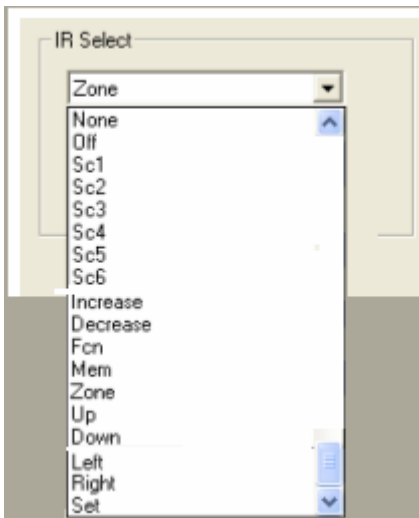 IR Select
Zone
None
Off
Sc1
Sc2
Sc3
Sc4
Sc5
Sc6
Increase
Decrease
Fcn
Mem
Zone
Up
Down
Left
Right
Set